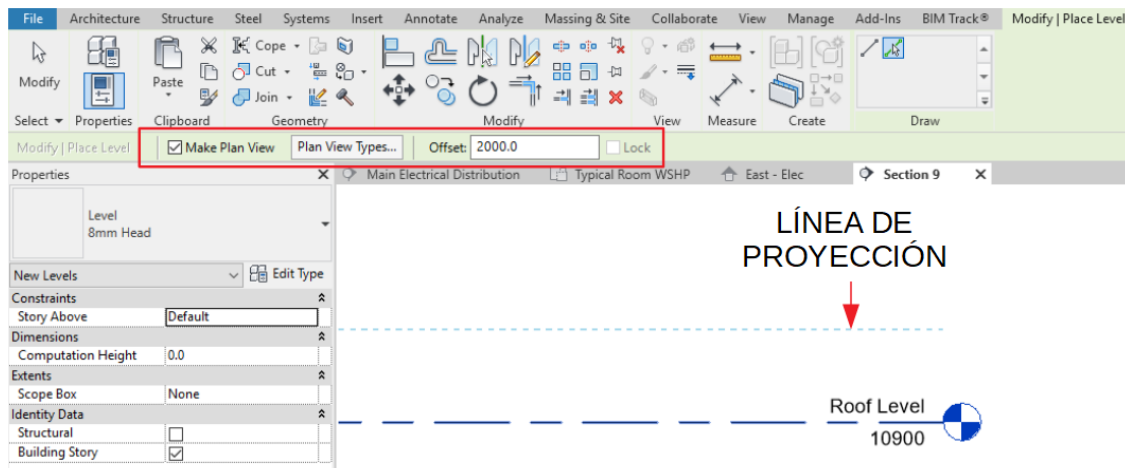 File Architecture Structure Steel Systems Insert Annotate Analyze Massing & Site Collaborate View Manage Add-Ins BIM Track® Modify | Place Level
Cope
Cut
Join
Modify
Paste
Select Properties Clipboard Geometry Modify View Measure Create Draw
Modify | Place Level Make Plan View Plan View Types... Offset: 2000.0 Lock
Properties
Main Electrical Distribution Typical Room WSHP East - Elec Section 9
Level
8mm Head
New Levels Edit Type
Constraints
Story Above Default
Dimensions
Computation Height 0.0
Extents
Scope Box None
Identity Data
Structural
Building Story
LÍNEA DE
PROYECCIÓN
Roof Level
10900